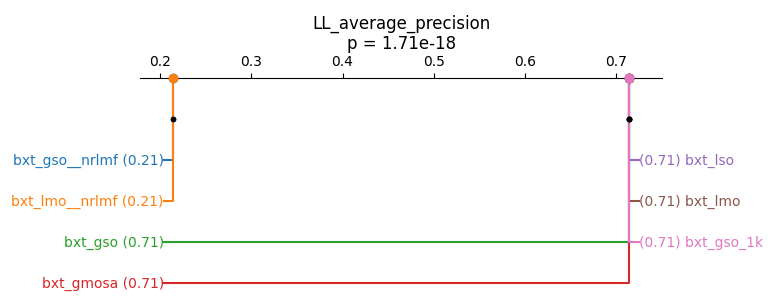 LL_average_precision
p = 1.71e-18
0.2 0.3 0.4 0.5 0.6 0.7
bxt_gso__nrlmf (0.21) (0.71) bxt_lso
bxt_lmo__nrlmf (0.21) (0.71) bxt_lmo
bxt_gso (0.71) (0.71) bxt_gso_1k
bxt_gmosa (0.71)